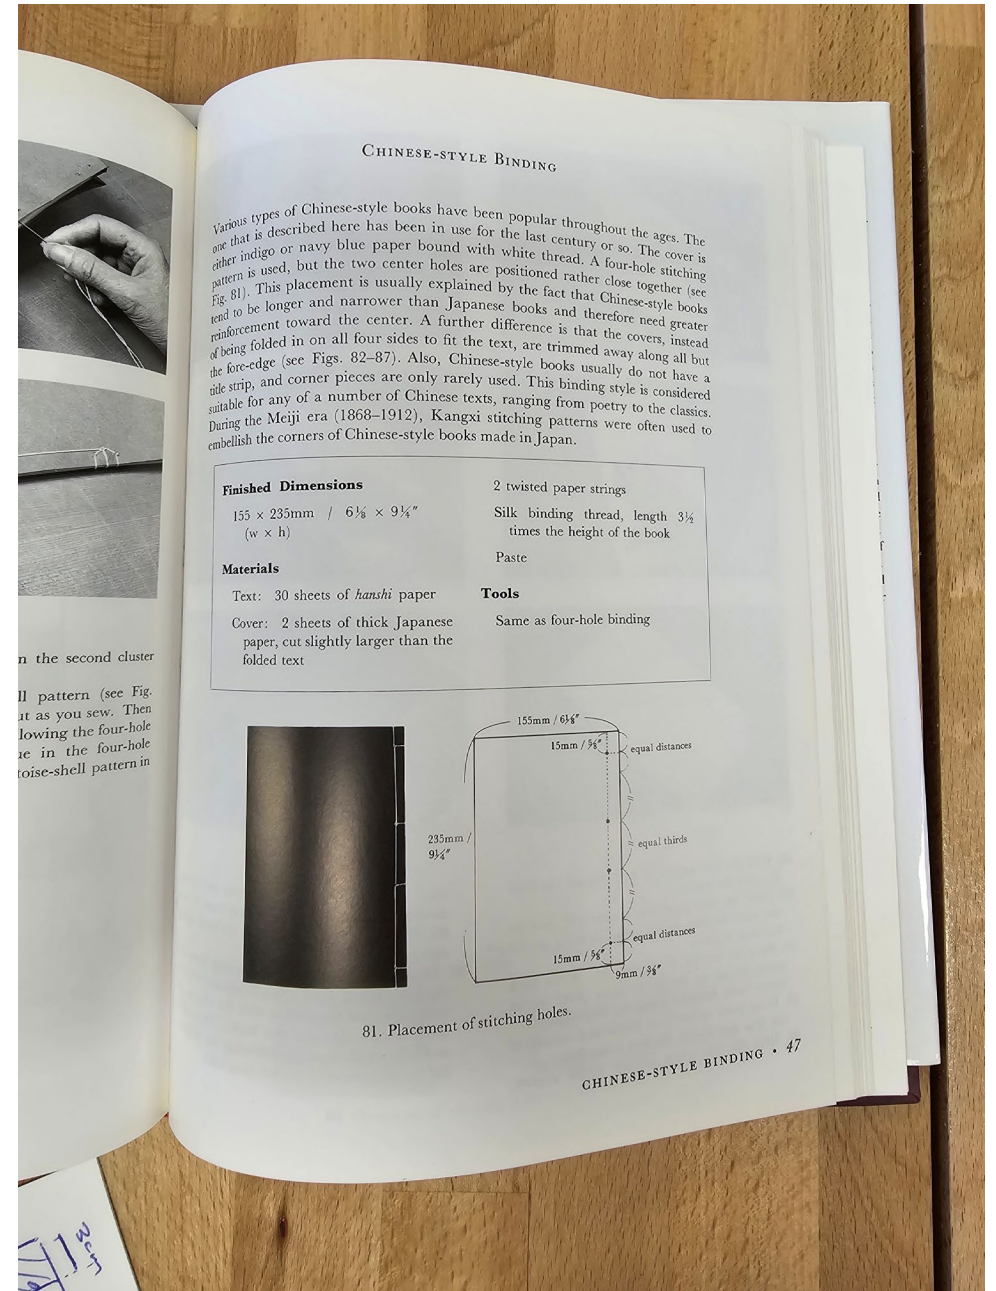 n the second cluster
ll pattern (see Fig.
ut as you sew. Then
lowing the four-hole
ue in the four-hole
toise-shell pattern in
3cm
CHINESE-STYLE BINDING
Various types of Chinese-style books have been popular throughout the ages. The
one that is described here has been in use for the last century or so. The cover is
either indigo or navy blue paper bound with white thread. A four-hole stitching
pattern is used, but the two center holes are positioned rather close together (see
Fig. 81). This placement is usually explained by the fact that Chinese-style books
tend to be longer and narrower than Japanese books and therefore need greater
reinforcement toward the center. A further difference is that the covers, instead
of being folded in on all four sides to fit the text, are trimmed away along all but
the fore-edge (see Figs. 82–87). Also, Chinese-style books usually do not have a
title strip, and corner pieces are only rarely used. This binding style is considered
suitable for any of a number of Chinese texts, ranging from poetry to the classics.
During the Meiji era (1868–1912), Kangxi stitching patterns were often used to
embellish the corners of Chinese-style books made in Japan.
Finished Dimensions
155 × 235mm / 6⅛ × 9¼″
(w × h)
Materials
Text: 30 sheets of hanshi paper
Cover: 2 sheets of thick Japanese
paper, cut slightly larger than the
folded text
2 twisted paper strings
Silk binding thread, length 3½
times the height of the book
Paste
Tools
Same as four-hole binding
155mm / 6⅛″
15mm / ⅝″
equal distances
235mm /
9¼″
equal thirds
equal distances
15mm / ⅝″
9mm / ⅜″
81. Placement of stitching holes.
CHINESE-STYLE BINDING • 47